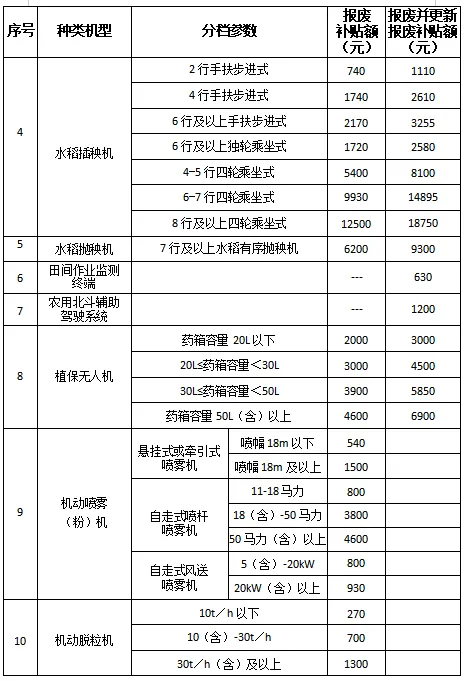 序号 种类机型 分档参数 报废补贴额（元） 报废并更新报废补贴额（元）
4 水稻插秧机 2行手扶步进式 740 1110
4行手扶步进式 1740 2610
6行及以上手扶步进式 2170 3255
6行及以上独轮乘坐式 1720 2580
4-5行四轮乘坐式 5400 8100
6-7行四轮乘坐式 9930 14895
8行及以上四轮乘坐式 12500 18750
5 水稻抛秧机 7行及以上水稻有序抛秧机 6200 9300
6 田间作业监测终端 --- 630
7 农用北斗辅助驾驶系统 --- 1200
8 植保无人机 药箱容量 20L以下 2000 3000
20L≤药箱容量＜30L 3000 4500
30L≤药箱容量＜50L 3900 5850
药箱容量 50L（含）以上 4600 6900
9 机动喷雾（粉）机 悬挂式或牵引式喷雾机 喷幅18m以下 540
喷幅18m及以上 1500
自走式喷杆喷雾机 11-18马力 800
18（含）-50马力 3800
50马力（含）以上 4600
自走式风送喷雾机 5（含）-20kW 800
20kW（含）以上 930
10 机动脱粒机 10t／h以下 270
10（含）-30t／h 700
30t／h（含）及以上 1300